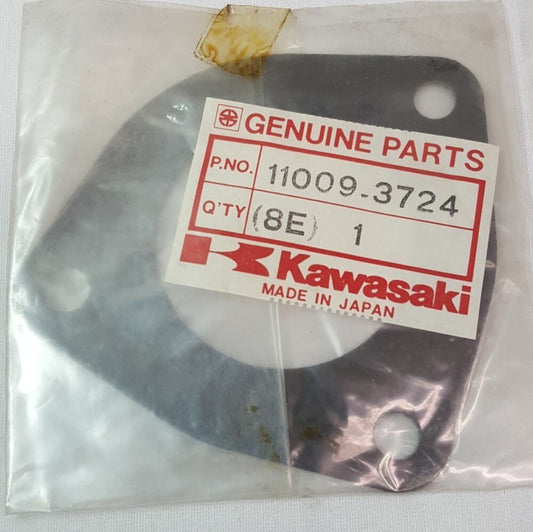 GENUINE PARTS
P.NO. 11009-3724
Q'TY (8E) 1
Kawasaki
MADE IN JAPAN